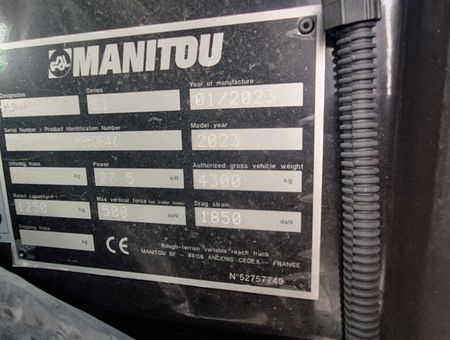 MANITOU
Designation Series Year of manufacture
S1 01/2023
Serial Number / Product Identification Number Model year
2023
Unladen mass Power Authorized gross vehicle weight
kg 27.5 kW 4300 kg
Rated capacity Max vertical force (on trailer hook) Drag strain
1250 kg 500 daN 1850 daN
Shipping mass
kg CE
"Rough-terrain variable reach truck"
MANITOU BF - 44158 ANCENIS CEDEX - FRANCE
N°52757749